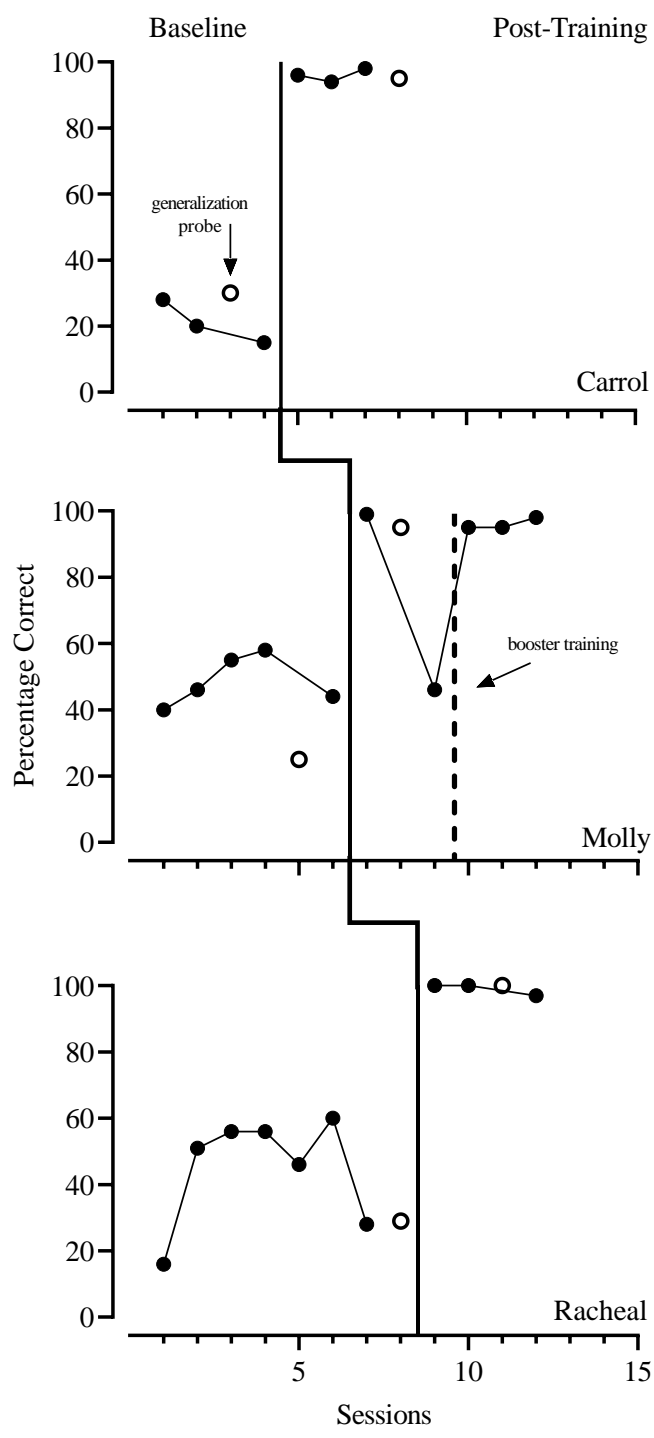 Baseline
Post-Training
100
80
60
40
20
0
generalization
probe
Carrol
Percentage Correct
100
80
60
40
20
0
booster training
Molly
100
80
60
40
20
0
Racheal
5
10
15
Sessions